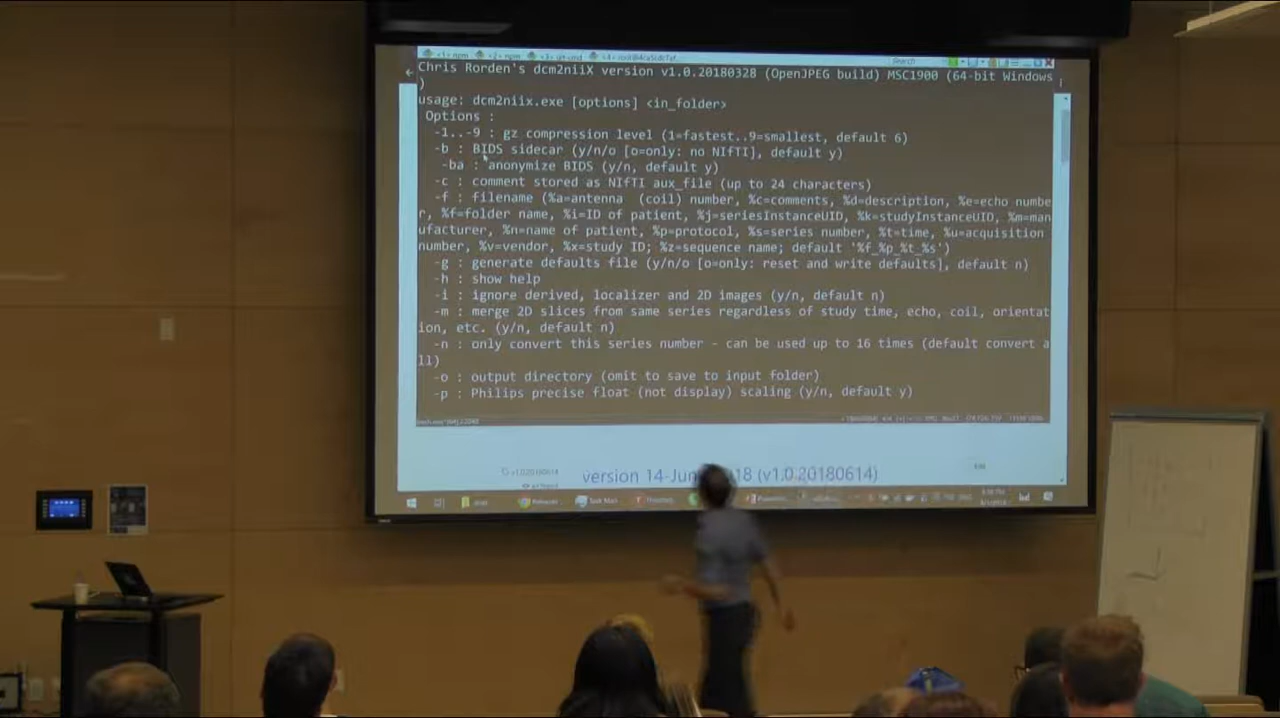 Search
Chris Rorden's dcm2niiX version v1.0.20180328 (OpenJPEG build) MSC1900 (64-bit Windows
)
usage: dcm2niix.exe [options] <in_folder>
Options :
-1..-9 : gz compression level (1=fastest..9=smallest, default 6)
-b : BIDS sidecar (y/n/o [o=only: no NIfTI], default y)
-ba : anonymize BIDS (y/n, default y)
-c : comment stored as NIfTI aux_file (up to 24 characters)
-f : filename (%a=antenna  (coil) number, %c=comments, %d=description, %e=echo numbe
r, %f=folder name, %i=ID of patient, %j=seriesInstanceUID, %k=studyInstanceUID, %m=man
ufacturer, %n=name of patient, %p=protocol, %s=series number, %t=time, %u=acquisition
number, %v=vendor, %x=study ID; %z=sequence name; default '%f_%p_%t_%s')
-g : generate defaults file (y/n/o [o=only: reset and write defaults], default n)
-h : show help
-i : ignore derived, localizer and 2D images (y/n, default n)
-m : merge 2D slices from same series regardless of study time, echo, coil, orientat
ion, etc. (y/n, default n)
-n : only convert this series number - can be used up to 16 times (default convert a
ll)
-o : output directory (omit to save to input folder)
-p : Philips precise float (not display) scaling (y/n, default y)
version 14-Jun 18 (v1.0.20180614)
Edit
Task Man